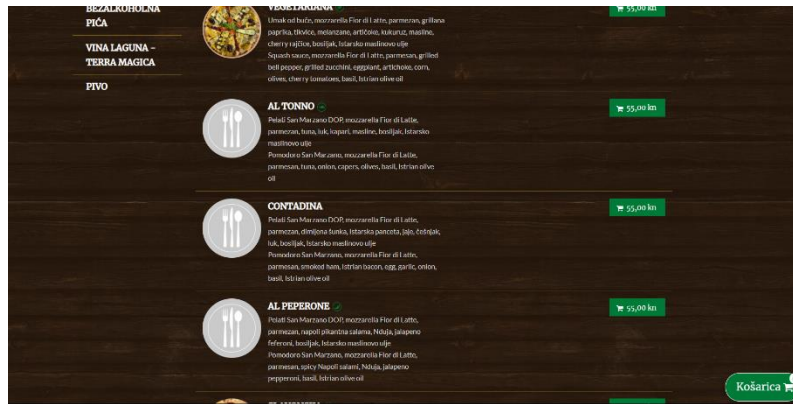 BEZALKOHOLNA
PIĆA
VINA LAGUNA –
TERRA MAGICA
PIVO
VEGETARIANA
55,00 kn
Umak od buče, mozzarella Fior di Latte, parmezan, grillana
paprika, tikvice, melanzane, artičoke, kukuruz, masline,
cherry rajčice, bosiljak, Istarsko maslinovo ulje
Squash sauce, mozzarella Fior di Latte, parmesan, grilled
bell pepper, grilled zucchini, eggplant, artichoke, corn,
olives, cherry tomatoes, basil, Istrian olive oil
AL TONNO
55,00 kn
Pelati San Marzano DOP, mozzarella Fior di Latte,
parmezan, tuna, luk, kapari, masline, bosiljak, Istarsko
maslinovo ulje
Pomodoro San Marzano, mozzarella Fior di Latte,
parmesan, tuna, onion, capers, olives, basil, Istrian olive
oil
CONTADINA
55,00 kn
Pelati San Marzano DOP, mozzarella Fior di Latte,
parmezan, dimljena šunka, Istarska panceta, jaje, češnjak,
luk, bosiljak, Istarsko maslinovo ulje
Pomodoro San Marzano, mozzarella Fior di Latte,
parmesan, smoked ham, Istrian bacon, egg, garlic, onion,
basil, Istrian olive oil
AL PEPERONE
55,00 kn
Pelati San Marzano DOP, mozzarella Fior di Latte,
parmezan, napoli pikantna salama, Nduja, jalapeno
feferoni, bosiljak, Istarsko maslinovo ulje
Pomodoro San Marzano, mozzarella Fior di Latte,
parmesan, spicy Napoli salami, Nduja, jalapeno
pepperoni, basil, Istrian olive oil
Košarica